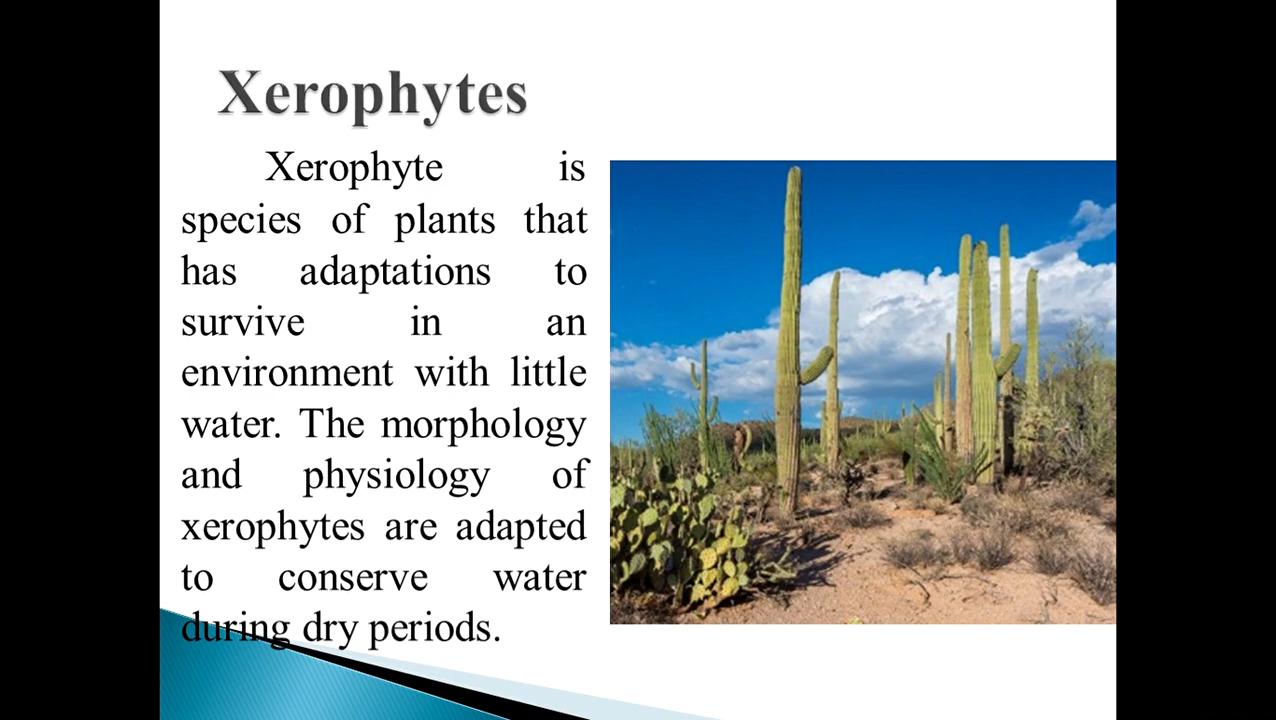 Xerophytes
Xerophyte is
species of plants that
has adaptations to
survive in an
environment with little
water. The morphology
and physiology of
xerophytes are adapted
to conserve water
during dry periods.